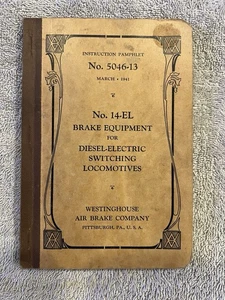 INSTRUCTION PAMPHLET
No. 5046-13
MARCH • 1941
No. 14-EL
BRAKE EQUIPMENT
FOR
DIESEL-ELECTRIC
SWITCHING
LOCOMOTIVES
WESTINGHOUSE
AIR BRAKE COMPANY
PITTSBURGH, PA., U. S. A.